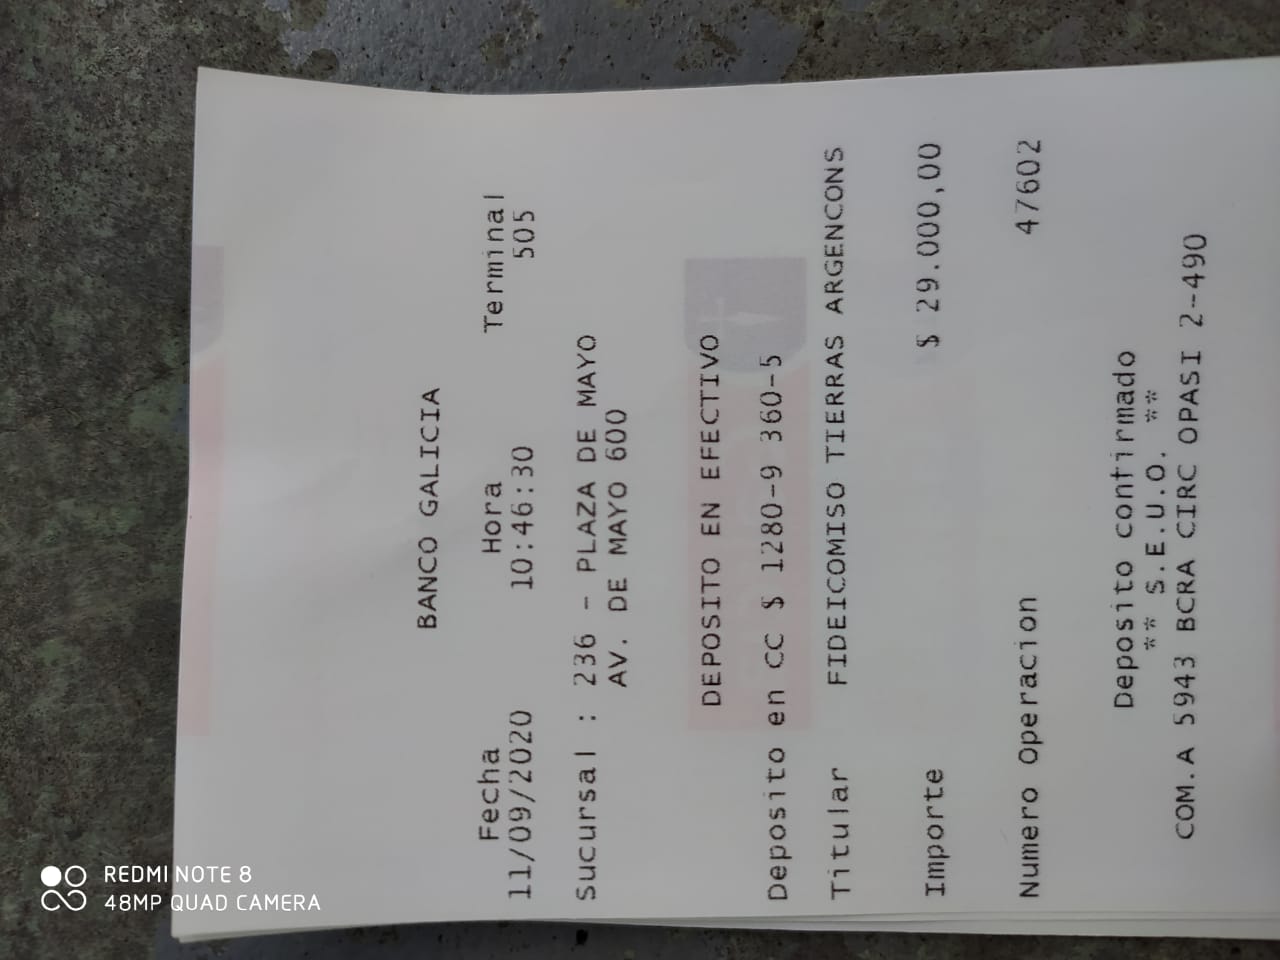 BANCO GALICIA
Fecha Hora Terminal
11/09/2020 10:46:30 505
Sucursal : 236 - PLAZA DE MAYO
AV. DE MAYO 600
DEPOSITO EN EFECTIVO
Deposito en CC $ 1280-9 360-5
Titular FIDEICOMISO TIERRAS ARGENCONS
Importe $ 29.000,00
Numero Operacion 47602
Deposito confirmado
** S.E.U.O. **
COM.A 5943 BCRA CIRC OPASI 2-490
REDMI NOTE 8
48MP QUAD CAMERA